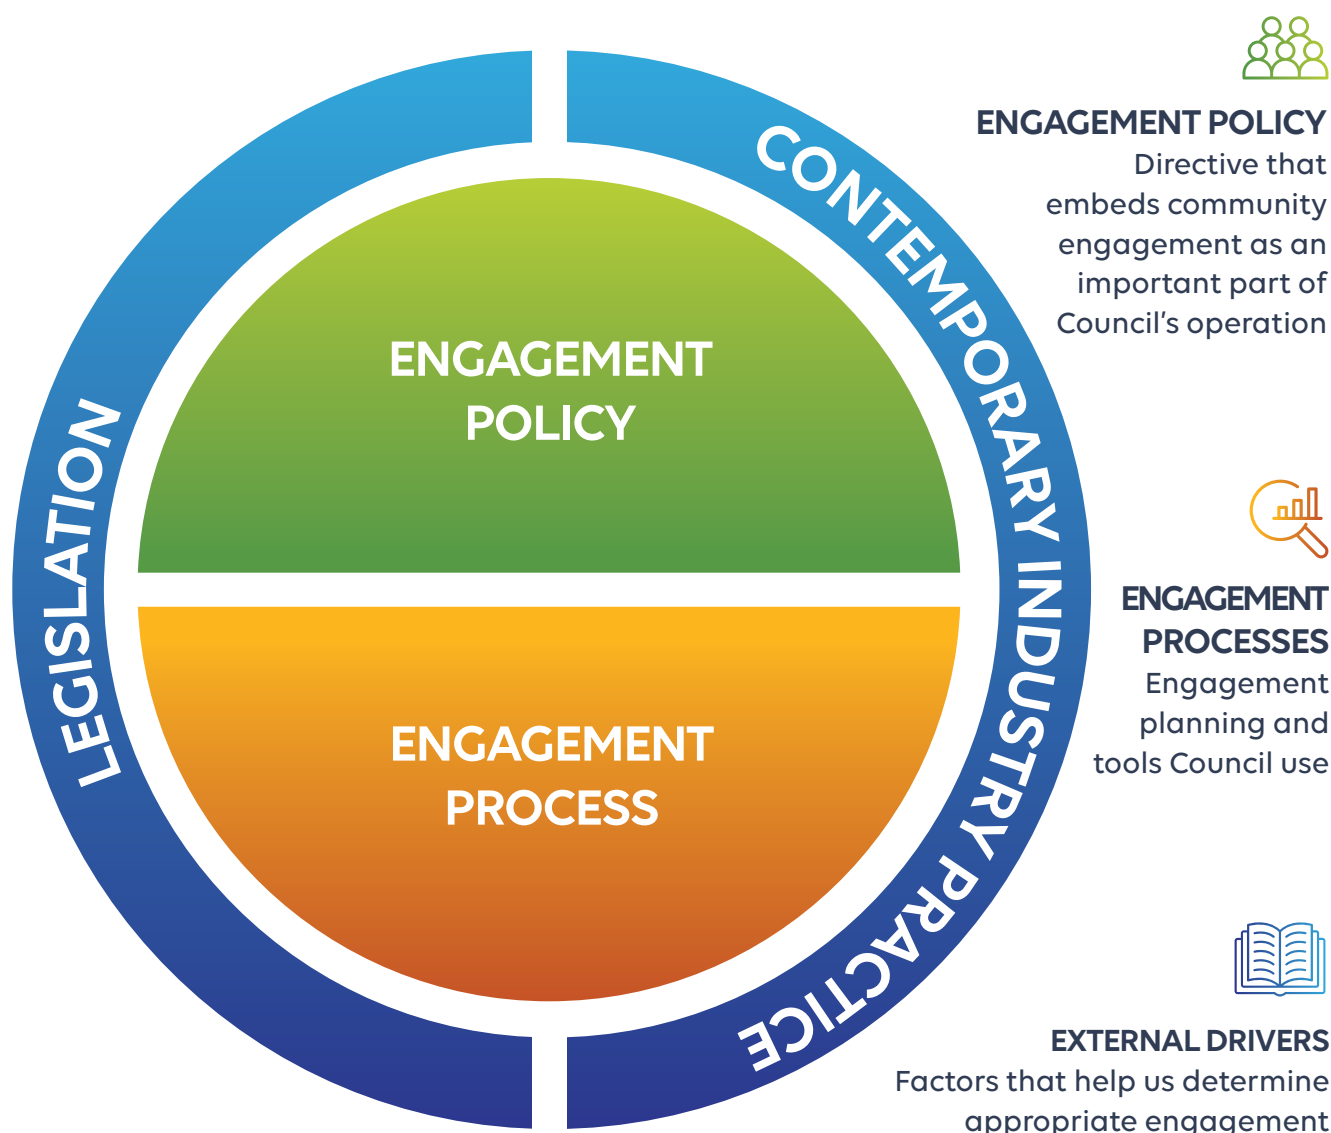 LEGISLATION
CONTEMPORARY INDUSTRY PRACTICE
ENGAGEMENT
POLICY
ENGAGEMENT
PROCESS
ENGAGEMENT POLICY
Directive that
embeds community
engagement as an
important part of
Council's operation
ENGAGEMENT
PROCESSES
Engagement
planning and
tools Council use
EXTERNAL DRIVERS
Factors that help us determine
appropriate engagement